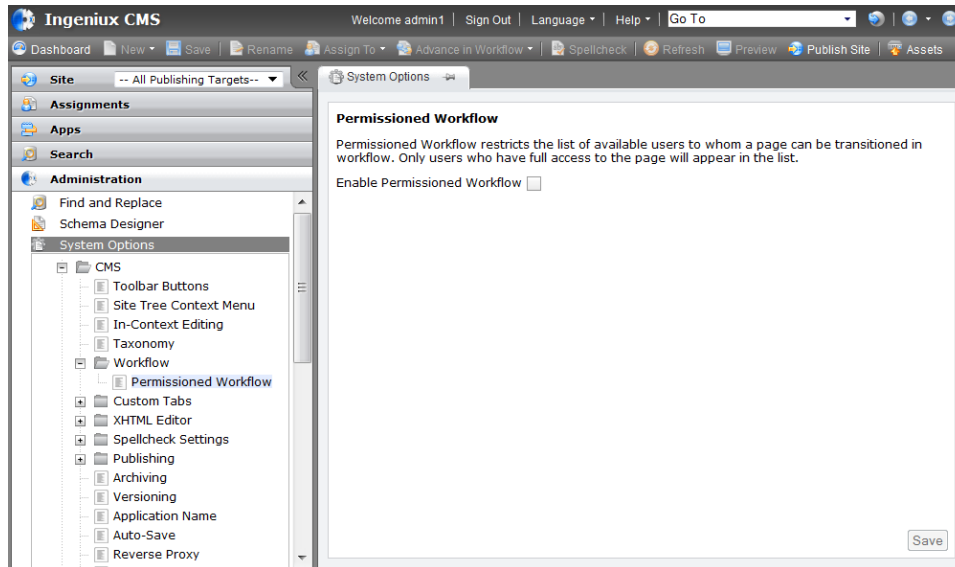 Ingeniux CMS
Welcome admin1 | Sign Out | Language | Help | Go To
Dashboard New Save Rename Assign To Advance in Workflow Spellcheck Refresh Preview Publish Site Assets
Site -- All Publishing Targets--
System Options
Assignments
Apps
Search
Administration
Find and Replace
Schema Designer
System Options
CMS
Toolbar Buttons
Site Tree Context Menu
In-Context Editing
Taxonomy
Workflow
Permissioned Workflow
Custom Tabs
XHTML Editor
Spellcheck Settings
Publishing
Archiving
Versioning
Application Name
Auto-Save
Reverse Proxy
Permissioned Workflow
Permissioned Workflow restricts the list of available users to whom a page can be transitioned in
workflow. Only users who have full access to the page will appear in the list.
Enable Permissioned Workflow
Save